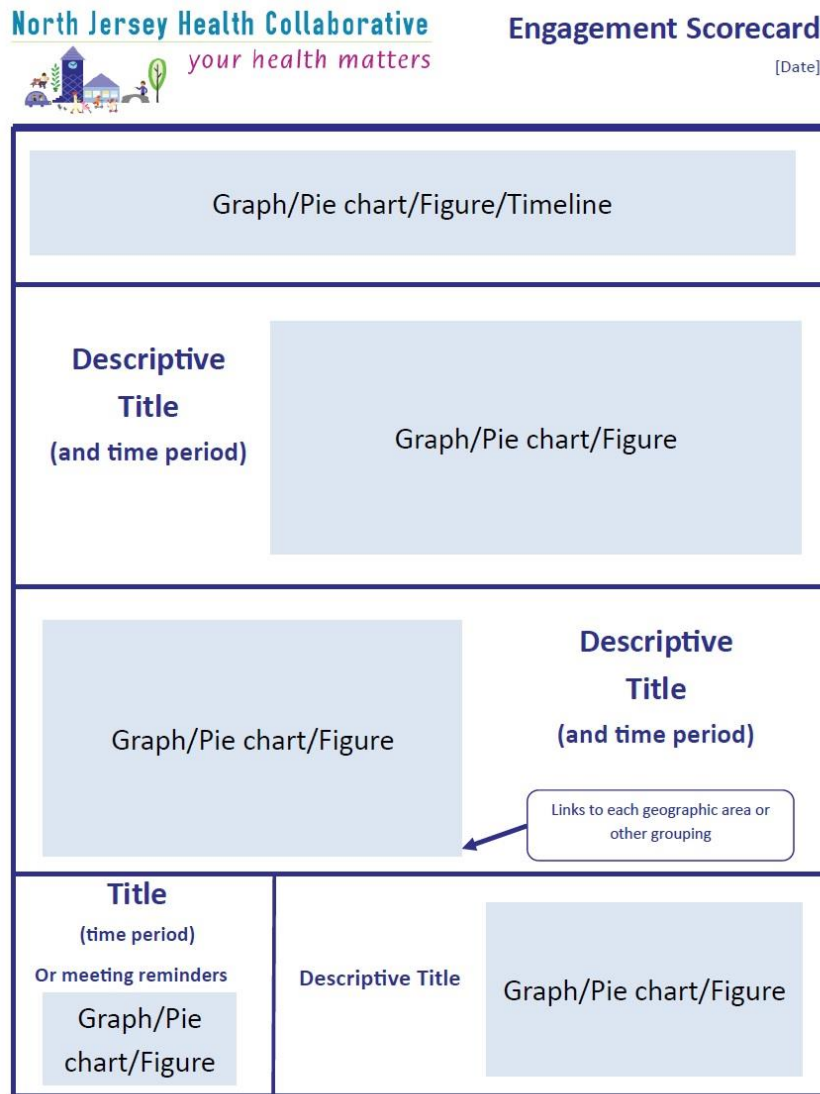 North Jersey Health Collaborative
your health matters
Engagement Scorecard
[Date]
Graph/Pie chart/Figure/Timeline
Descriptive
Title
(and time period)
Graph/Pie chart/Figure
Graph/Pie chart/Figure
Descriptive
Title
(and time period)
Links to each geographic area or
other grouping
Title
(time period)
Or meeting reminders
Graph/Pie
chart/Figure
Descriptive Title
Graph/Pie chart/Figure